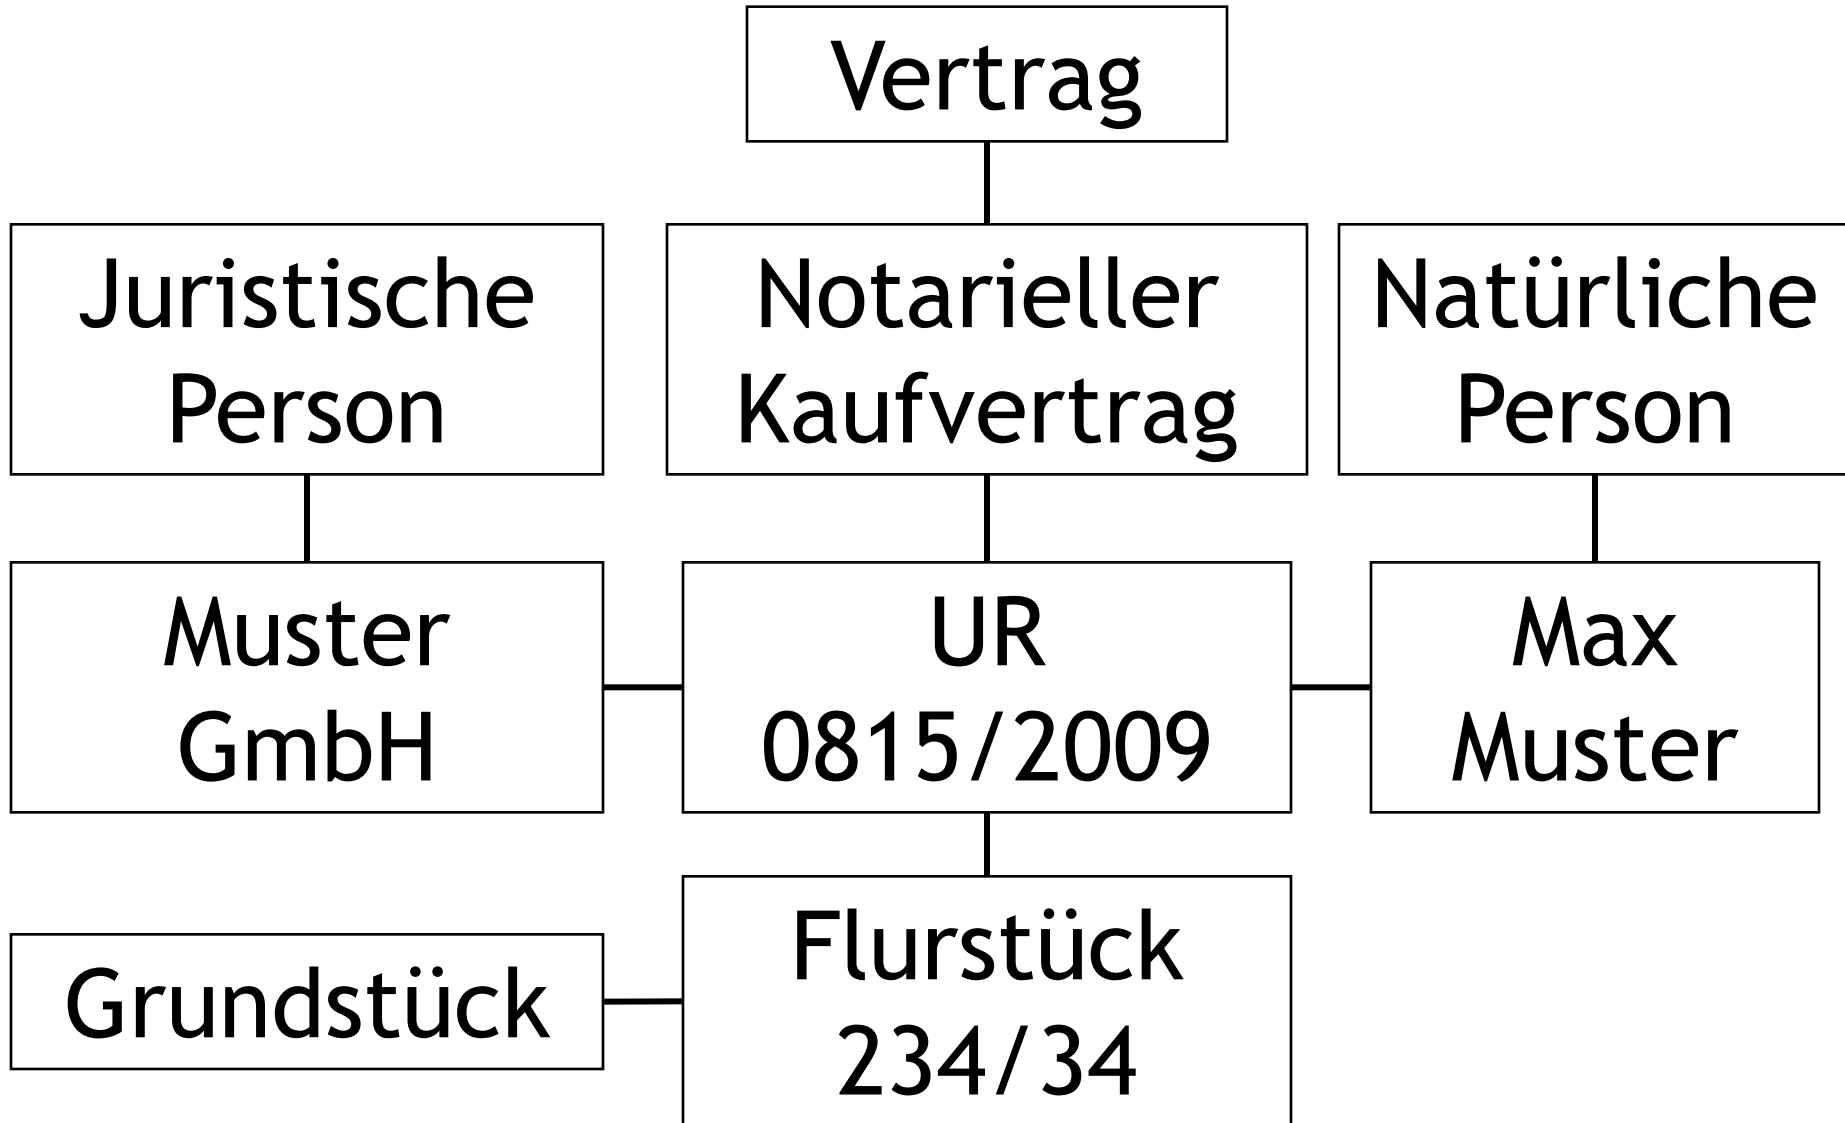 Vertrag
Juristische
Person
Notarieller
Kaufvertrag
Natürliche
Person
Muster
GmbH
UR
0815/2009
Max
Muster
Grundstück
Flurstück
234/34